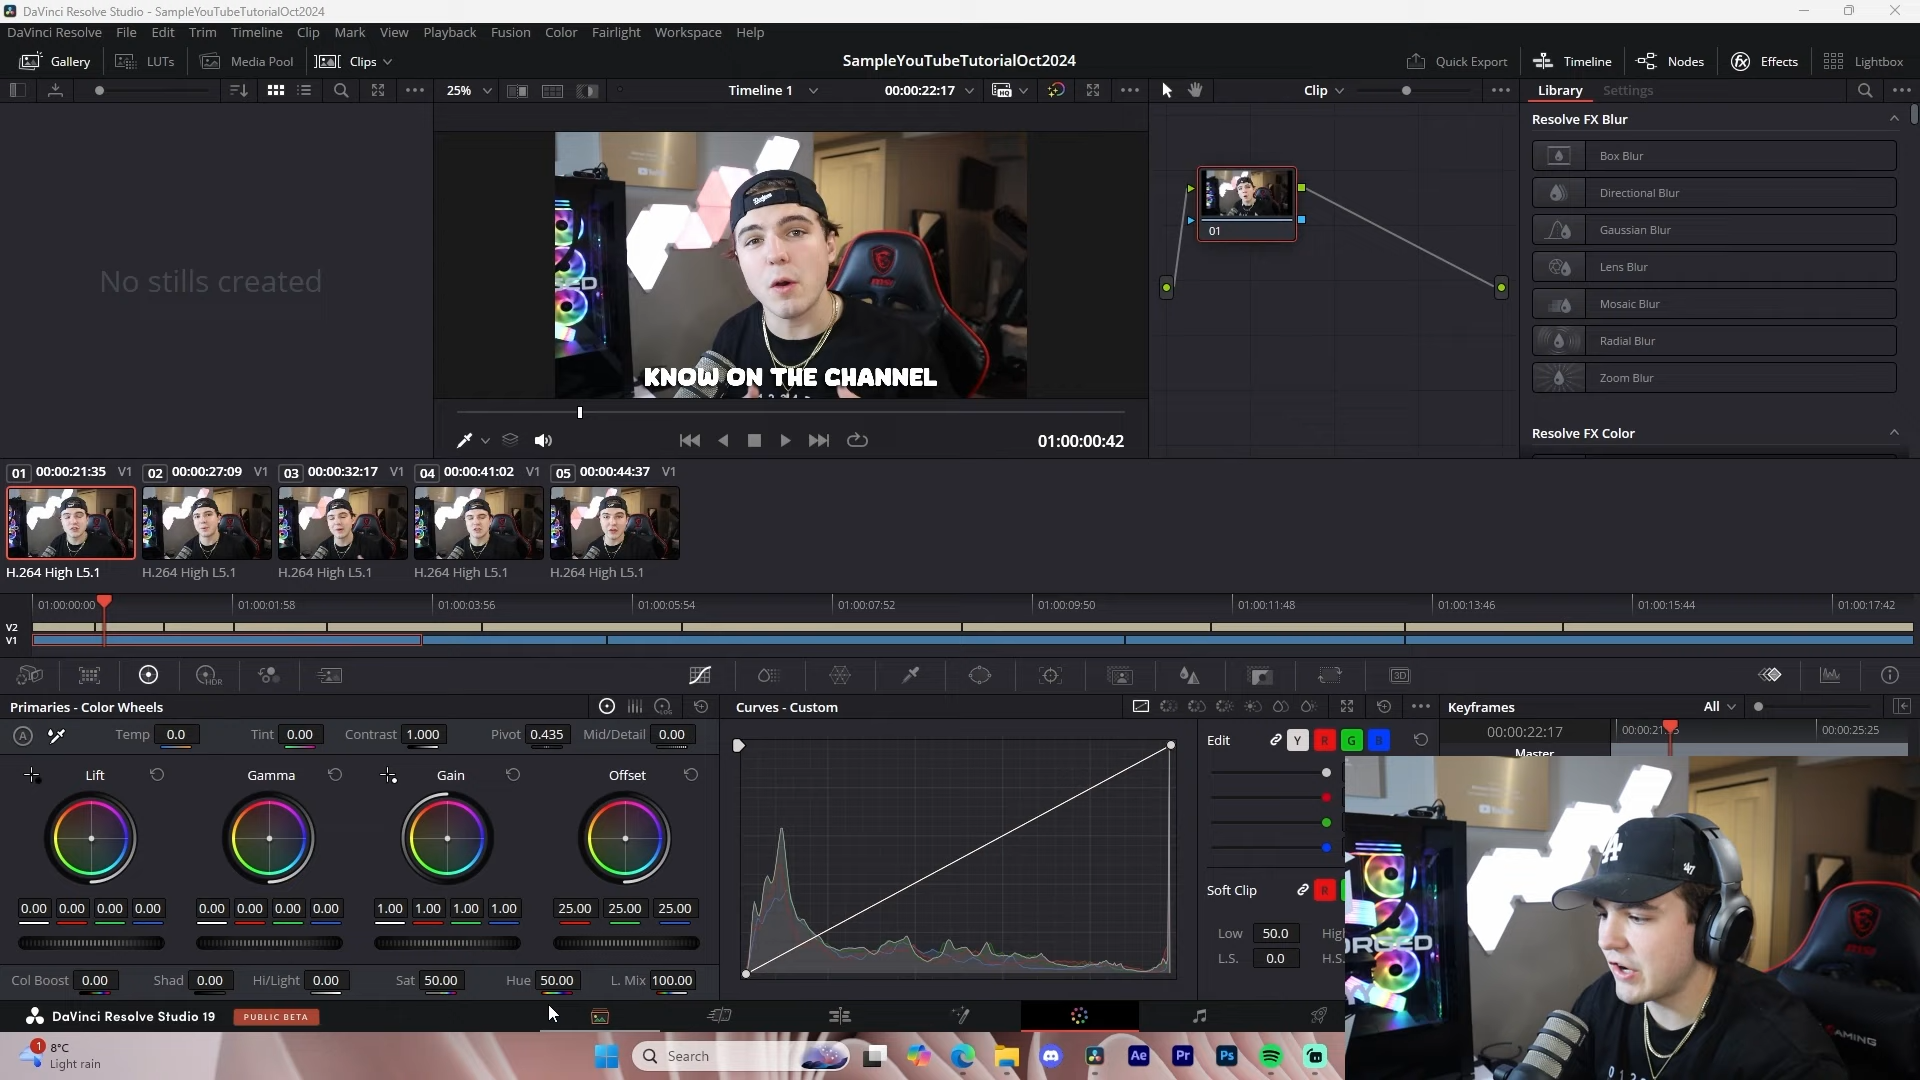 DaVinci Resolve Studio - SampleYouTubeTutorialOct2024
DaVinci Resolve File Edit Trim Timeline Clip Mark View Playback Fusion Color Fairlight Workspace Help
Gallery LUTs Media Pool Clips SampleYouTubeTutorialOct2024 Quick Export Timeline Nodes Effects Lightbox
25% Timeline 1 00:00:22:17 Clip Library Settings
Resolve FX Blur
Box Blur
Directional Blur
Gaussian Blur
Lens Blur
Mosaic Blur
Radial Blur
Zoom Blur
Resolve FX Color
No stills created
Dodgers
msi
KNOW ON THE CHANNEL
01
01:00:00:42
01 00:00:21:35 V1 02 00:00:27:09 V1 03 00:00:32:17 V1 04 00:00:41:02 V1 05 00:00:44:37 V1
H.264 High L5.1 H.264 High L5.1 H.264 High L5.1 H.264 High L5.1 H.264 High L5.1
01:00:00:00 01:00:01:58 01:00:03:56 01:00:05:54 01:00:07:52 01:00:09:50 01:00:11:48 01:00:13:46 01:00:15:44 01:00:17:42
V2
V1
HDR 3D
Primaries - Color Wheels LOG Curves - Custom Keyframes All
A Temp 0.0 Tint 0.00 Contrast 1.000 Pivot 0.435 Mid/Detail 0.00
Edit Y R G B
00:00:22:17 00:00:25:25
Master
Lift Gamma Gain Offset
0.00 0.00 0.00 0.00 0.00 0.00 0.00 0.00 1.00 1.00 1.00 1.00 25.00 25.00 25.00
Soft Clip R
Low 50.0
L.S. 0.0 H.S.
Col Boost 0.00 Shad 0.00 Hi/Light 0.00 Sat 50.00 Hue 50.00 L. Mix 100.00
LA
'47
DaVinci Resolve Studio 19 PUBLIC BETA
1
8°C
Light rain
Search
Ae Pr Ps